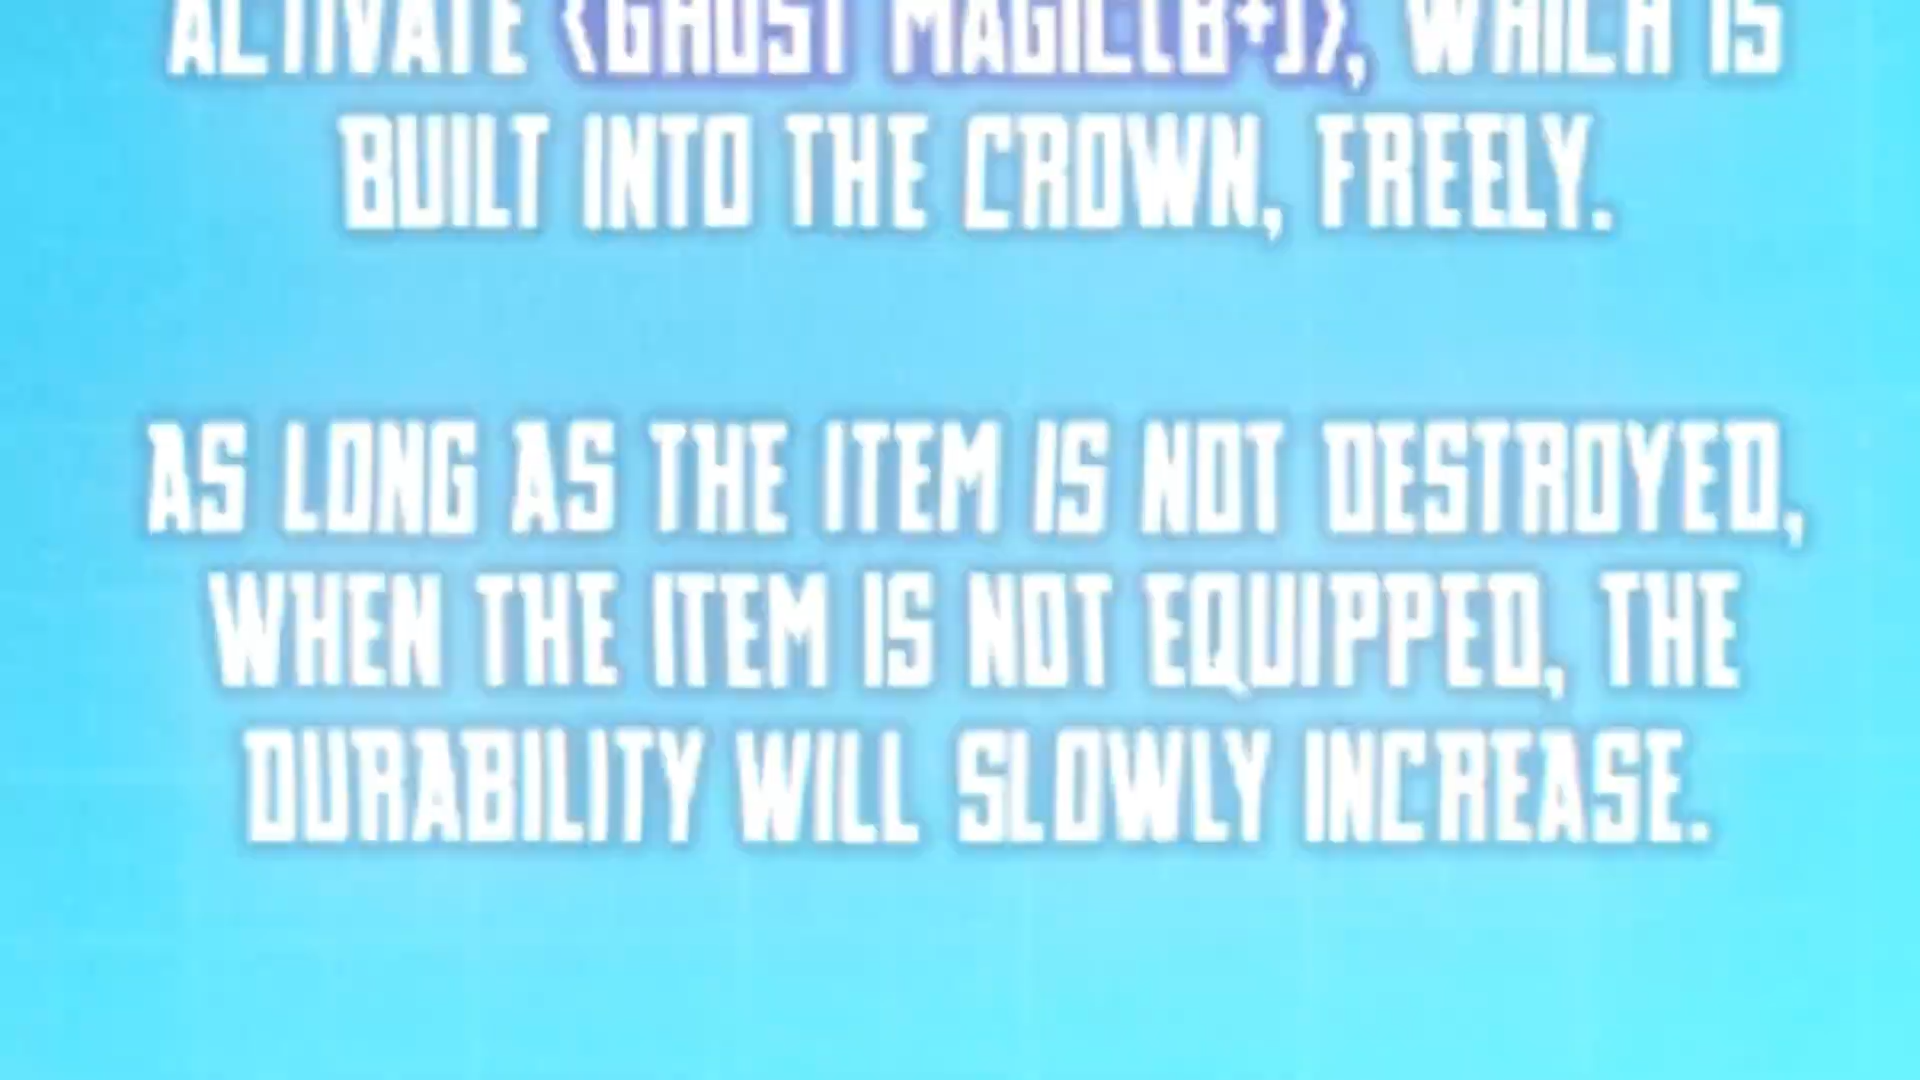 ACTIVATE <GHOST MAGIC[B+]>, WHICH IS
BUILT INTO THE CROWN, FREELY.
AS LONG AS THE ITEM IS NOT DESTROYED,
WHEN THE ITEM IS NOT EQUIPPED, THE
DURABILITY WILL SLOWLY INCREASE.